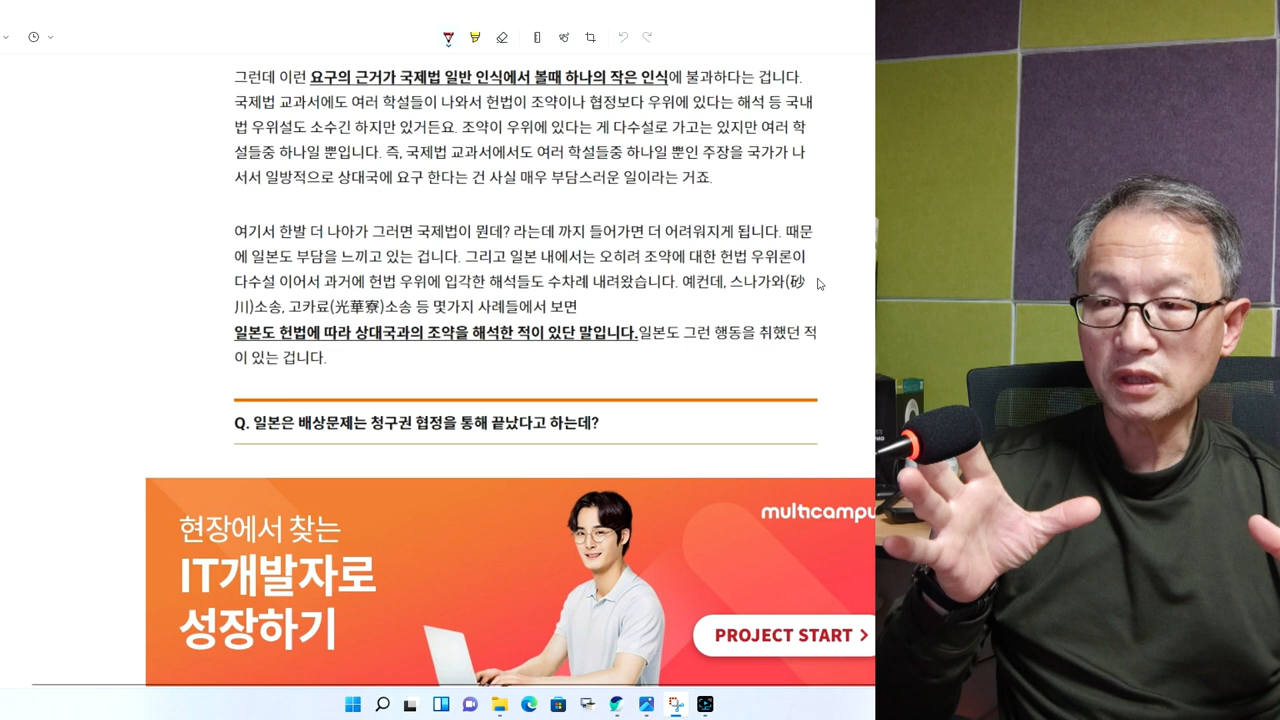 그런데 이런 요구의 근거가 국제법 일반 인식에서 볼때 하나의 작은 인식에 불과하다는 겁니다.
국제법 교과서에도 여러 학설들이 나와서 헌법이 조약이나 협정보다 우위에 있다는 해석 등 국내
법 우위설도 소수긴 하지만 있거든요. 조약이 우위에 있다는 게 다수설로 가고는 있지만 여러 학
설들중 하나일 뿐입니다. 즉, 국제법 교과서에서도 여러 학설들중 하나일 뿐인 주장을 국가가 나
서서 일방적으로 상대국에 요구 한다는 건 사실 매우 부담스러운 일이라는 거죠.
여기서 한발 더 나아가 그러면 국제법이 뭔데? 라는데 까지 들어가면 더 어려워지게 됩니다. 때문
에 일본도 부담을 느끼고 있는 겁니다. 그리고 일본 내에서는 오히려 조약에 대한 헌법 우위론이
다수설 이어서 과거에 헌법 우위에 입각한 해석들도 수차례 내려왔습니다. 예컨데, 스나가와(砂
川)소송, 고카료(光華寮)소송 등 몇가지 사례들에서 보면
일본도 헌법에 따라 상대국과의 조약을 해석한 적이 있단 말입니다.일본도 그런 행동을 취했던 적
이 있는 겁니다.
Q. 일본은 배상문제는 청구권 협정을 통해 끝났다고 하는데?
현장에서 찾는
IT개발자로
성장하기
multicampu
PROJECT START >